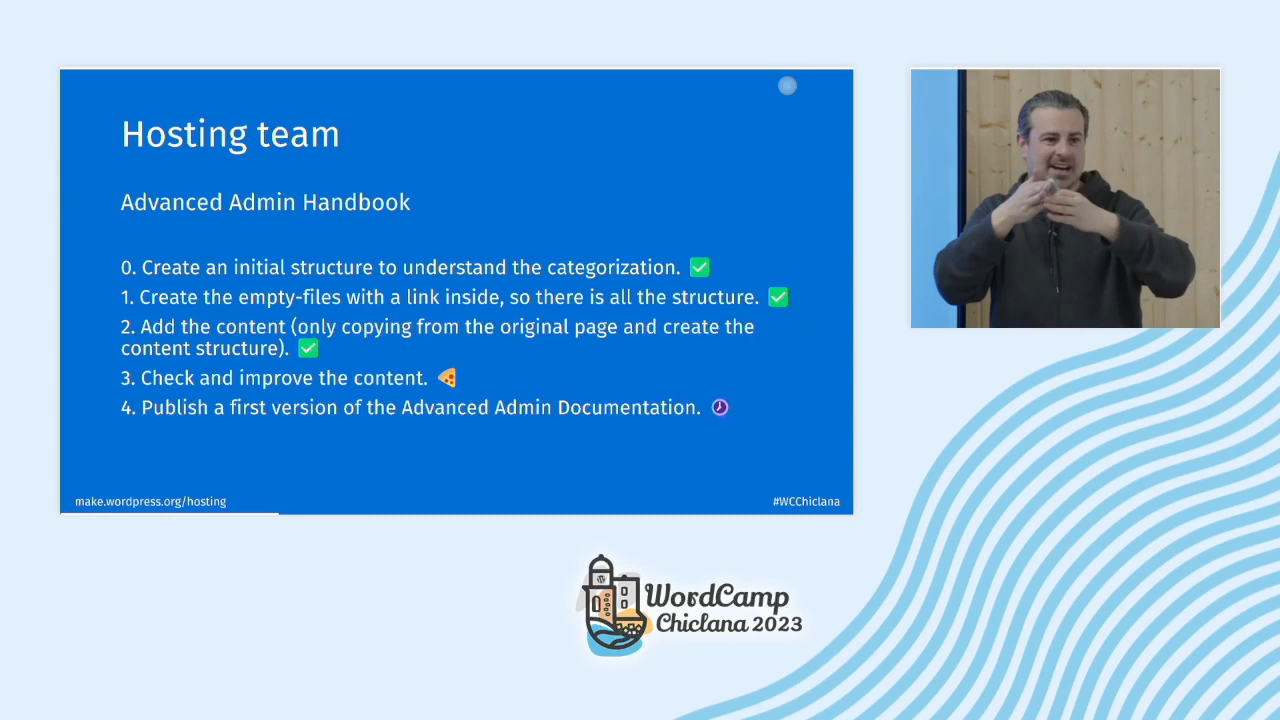 Hosting team
Advanced Admin Handbook
0. Create an initial structure to understand the categorization. ✅
1. Create the empty-files with a link inside, so there is all the structure. ✅
2. Add the content (only copying from the original page and create the
content structure). ✅
3. Check and improve the content. 🍕
4. Publish a first version of the Advanced Admin Documentation. 🕖
make.wordpress.org/hosting
#WCChiclana
WordCamp
Chiclana 2023